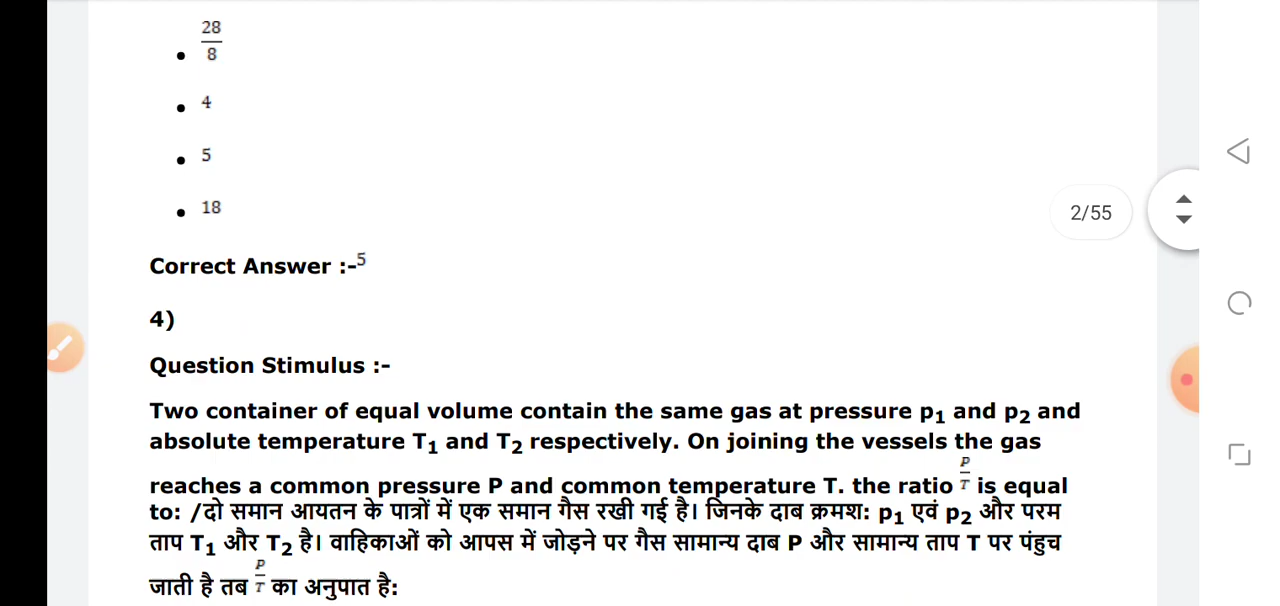 28
8
• 4
• 5
• 18
2/55
Correct Answer :-5
4)
Question Stimulus :-
Two container of equal volume contain the same gas at pressure p1 and p2 and
absolute temperature T1 and T2 respectively. On joining the vessels the gas
reaches a common pressure P and common temperature T. the ratio P/T is equal
to: /दो समान आयतन के पात्रों में एक समान गैस रखी गई है। जिनके दाब क्रमश: p1 एवं p2 और परम
ताप T1 और T2 है। वाहिकाओं को आपस में जोड़ने पर गैस सामान्य दाब P और सामान्य ताप T पर पंहुच
जाती है तब P/T का अनुपात है: